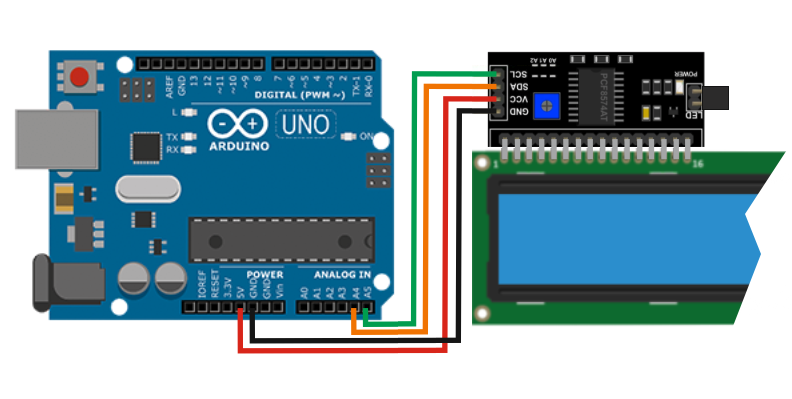 AREF
GND
13
12
~11
~10
~9
8
7
~6
~5
4
~3
2
TX-1
RX-0
DIGITAL (PWM ~)
L
TX
RX
ARDUINO
UNO
ON
POWER
ANALOG IN
IOREF
RESET
3.3V
5V
GND
GND
Vin
A0
A1
A2
A3
A4
A5
SCL
SDA
VCC
GND
A0 A1 A2
PCF8574AT
POWER
LED
1
16